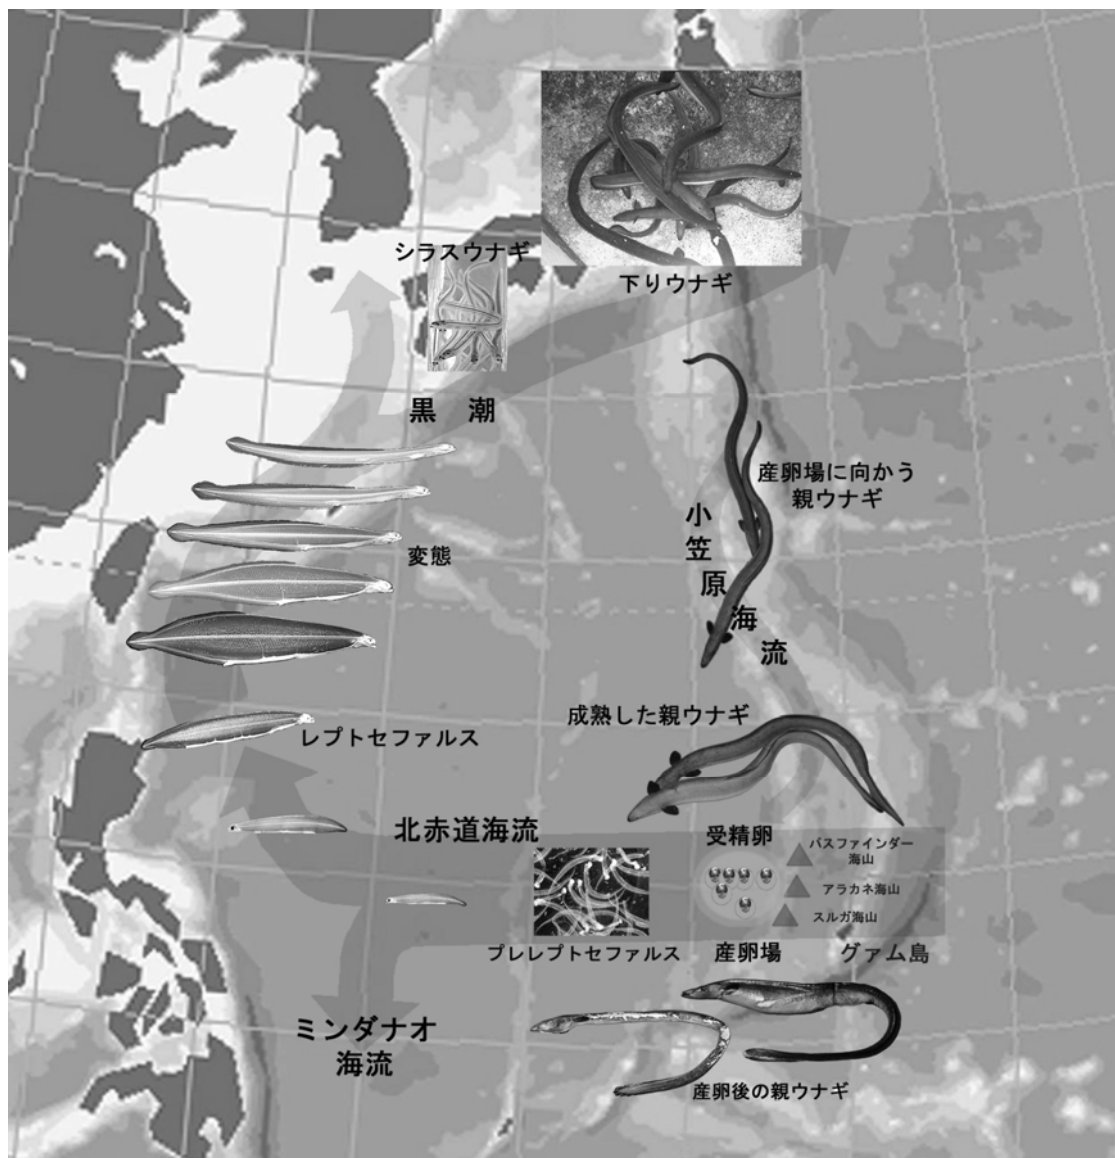 シラスウナギ
下りウナギ
黒 潮
産卵場に向かう
親ウナギ
小笠原海流
変態
成熟した親ウナギ
レプトセファルス
北赤道海流
受精卵
パスファインダー
海山
アラカネ海山
スルガ海山
プレレプトセファルス
産卵場
グァム島
ミンダナオ
海流
産卵後の親ウナギ